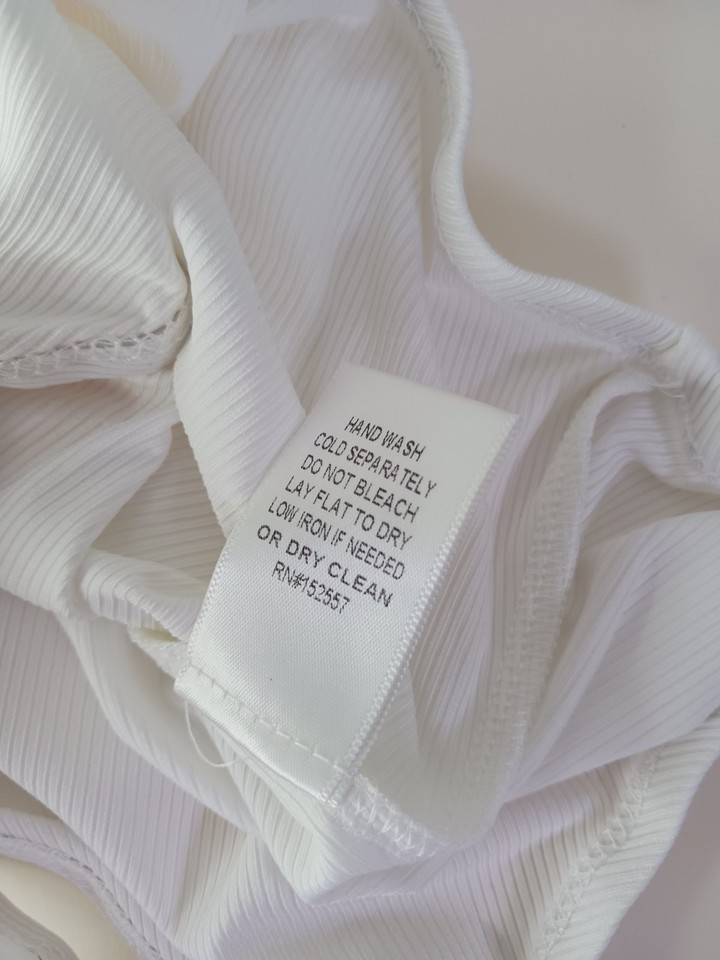 HAND WASH
COLD SEPARATELY
DO NOT BLEACH
LAY FLAT TO DRY
LOW IRON IF NEEDED
OR DRY CLEAN
RN#152557